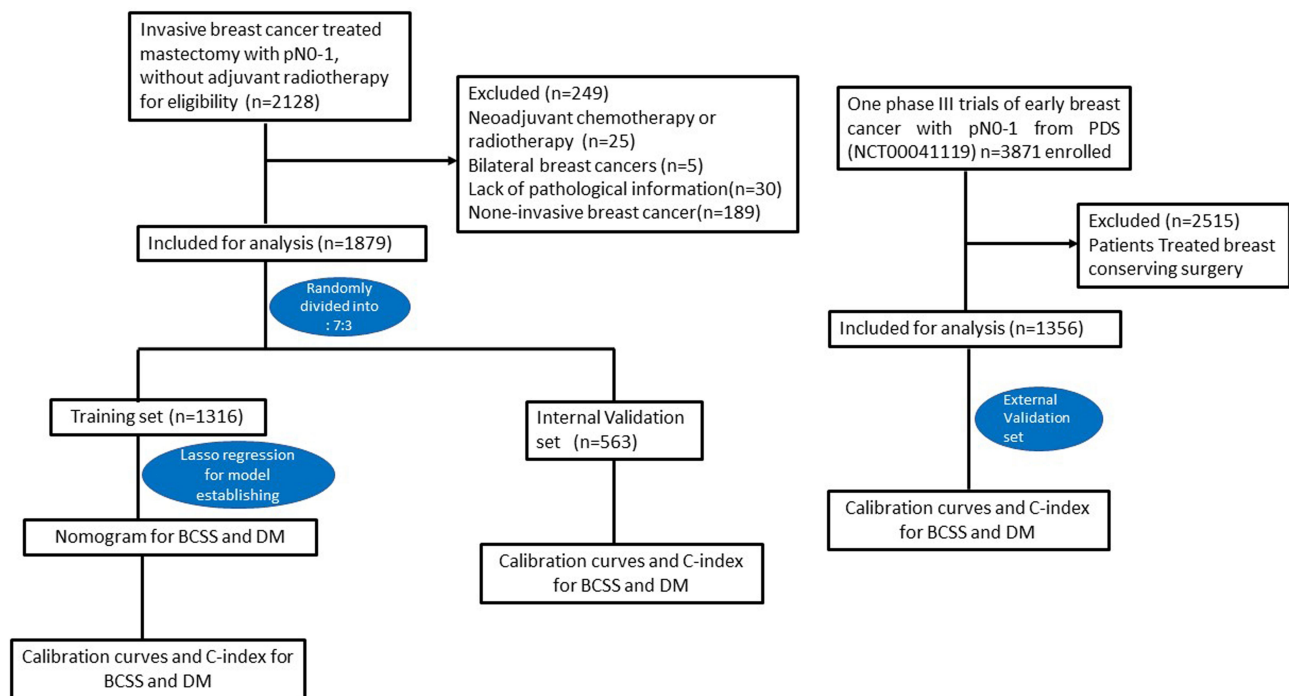 Invasive breast cancer treated
mastectomy with pN0-1,
without adjuvant radiotherapy
for eligibility (n=2128)
Excluded (n=249)
Neoadjuvant chemotherapy or
radiotherapy (n=25)
Bilateral breast cancers (n=5)
Lack of pathological information(n=30)
None-invasive breast cancer(n=189)
Included for analysis (n=1879)
Randomly
divided into
: 7:3
Training set (n=1316)
Lasso regression
for model
establishing
Nomogram for BCSS and DM
Calibration curves and C-index for
BCSS and DM
Internal Validation
set (n=563)
Calibration curves and C-index
for BCSS and DM
One phase III trials of early breast
cancer with pN0-1 from PDS
(NCT00041119) n=3871 enrolled
Excluded (n=2515)
Patients Treated breast
conserving surgery
Included for analysis (n=1356)
External
Validation
set
Calibration curves and C-index
for BCSS and DM